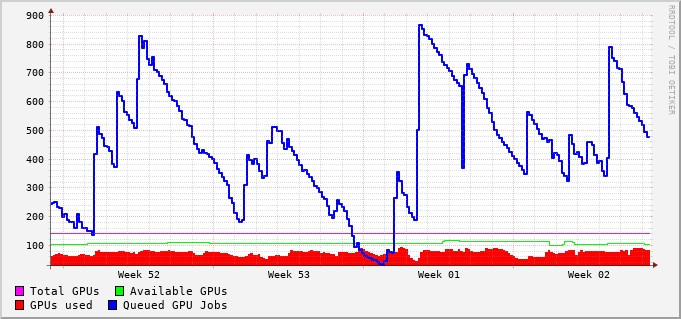 900
800
700
600
500
400
300
200
100
Week 52 Week 53 Week 01 Week 02
Total GPUs Available GPUs
GPUs used Queued GPU Jobs
RRDTOOL / TOBI OETIKER